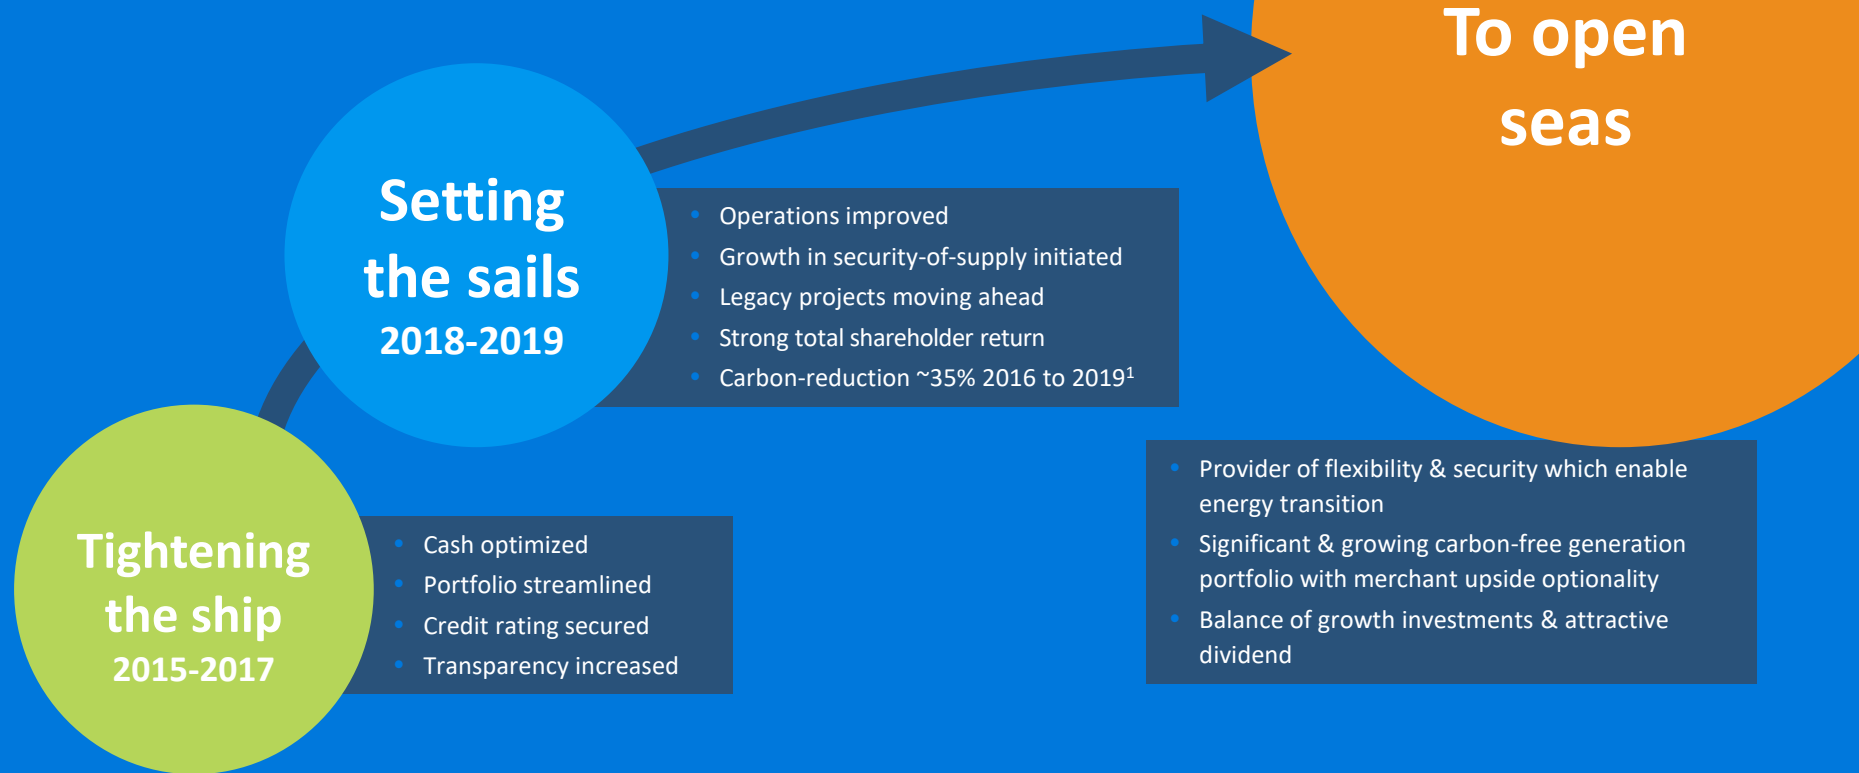 To open
seas
Setting
the sails
2018-2019
• Operations improved
• Growth in security-of-supply initiated
• Legacy projects moving ahead
• Strong total shareholder return
• Carbon-reduction ~35% 2016 to 2019¹
• Provider of flexibility & security which enable
energy transition
• Significant & growing carbon-free generation
portfolio with merchant upside optionality
• Balance of growth investments & attractive
dividend
Tightening
the ship
2015-2017
• Cash optimized
• Portfolio streamlined
• Credit rating secured
• Transparency increased